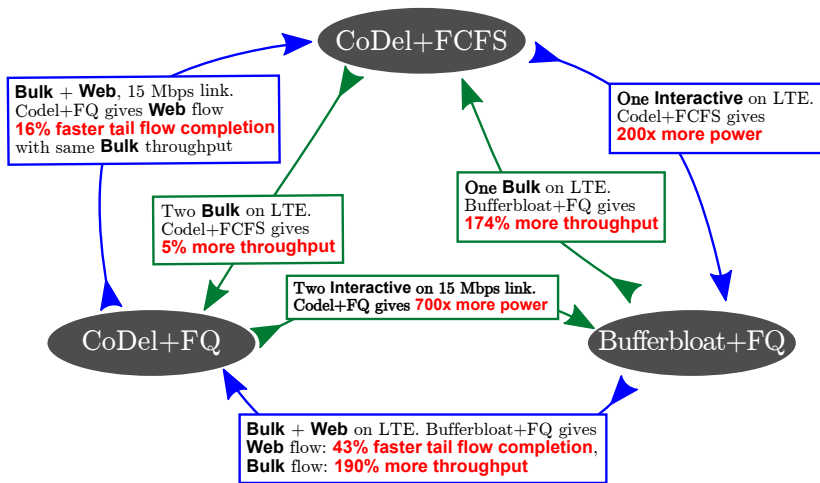 CoDel+FCFS
Bulk + Web, 15 Mbps link.
Codel+FQ gives Web flow
16% faster tail flow completion
with same Bulk throughput
One Interactive on LTE.
Codel+FCFS gives
200x more power
Two Bulk on LTE.
Codel+FCFS gives
5% more throughput
One Bulk on LTE.
Bufferbloat+FQ gives
174% more throughput
Two Interactive on 15 Mbps link.
Codel+FQ gives 700x more power
CoDel+FQ
Bufferbloat+FQ
Bulk + Web on LTE. Bufferbloat+FQ gives
Web flow: 43% faster tail flow completion,
Bulk flow: 190% more throughput